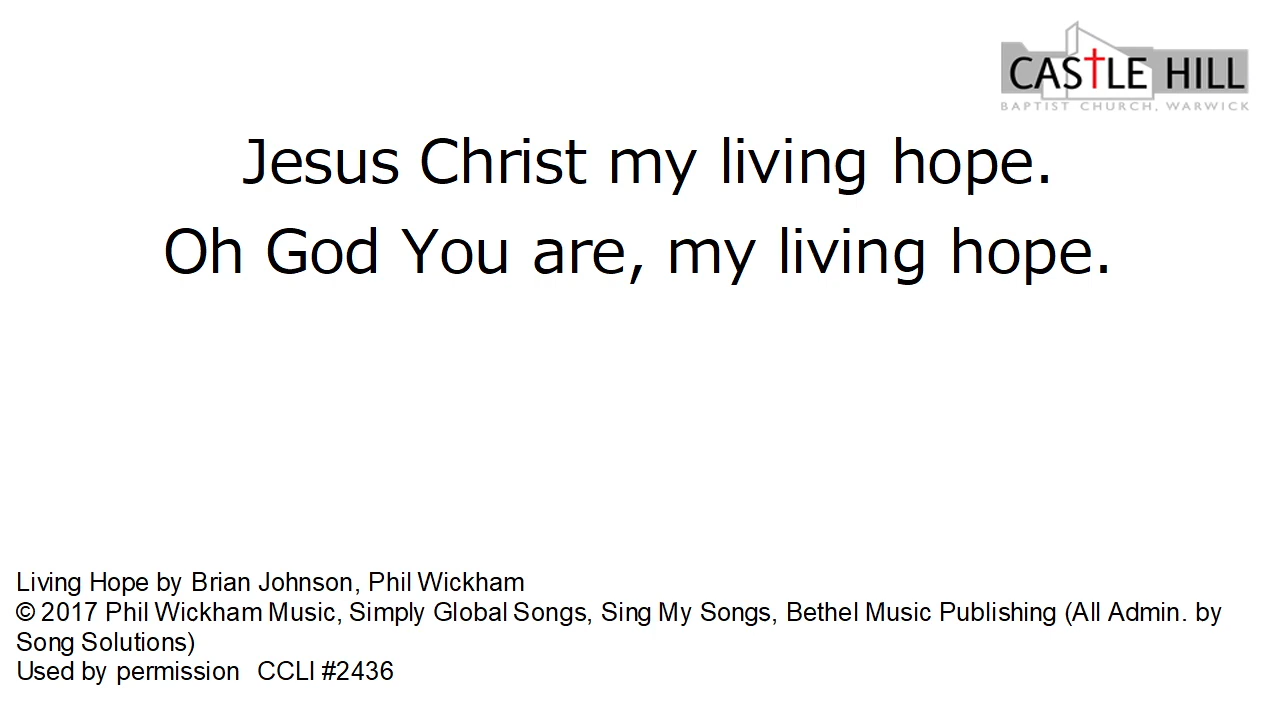 CASTLE HILL
BAPTIST CHURCH, WARWICK
Jesus Christ my living hope.
Oh God You are, my living hope.
Living Hope by Brian Johnson, Phil Wickham
© 2017 Phil Wickham Music, Simply Global Songs, Sing My Songs, Bethel Music Publishing (All Admin. by
Song Solutions)
Used by permission CCLI #2436